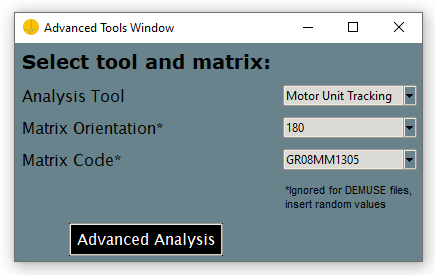 Advanced Tools Window
Select tool and matrix:
Analysis Tool
Motor Unit Tracking
Matrix Orientation*
180
Matrix Code*
GR08MM1305
*Ignored for DEMUSE files,
insert random values
Advanced Analysis